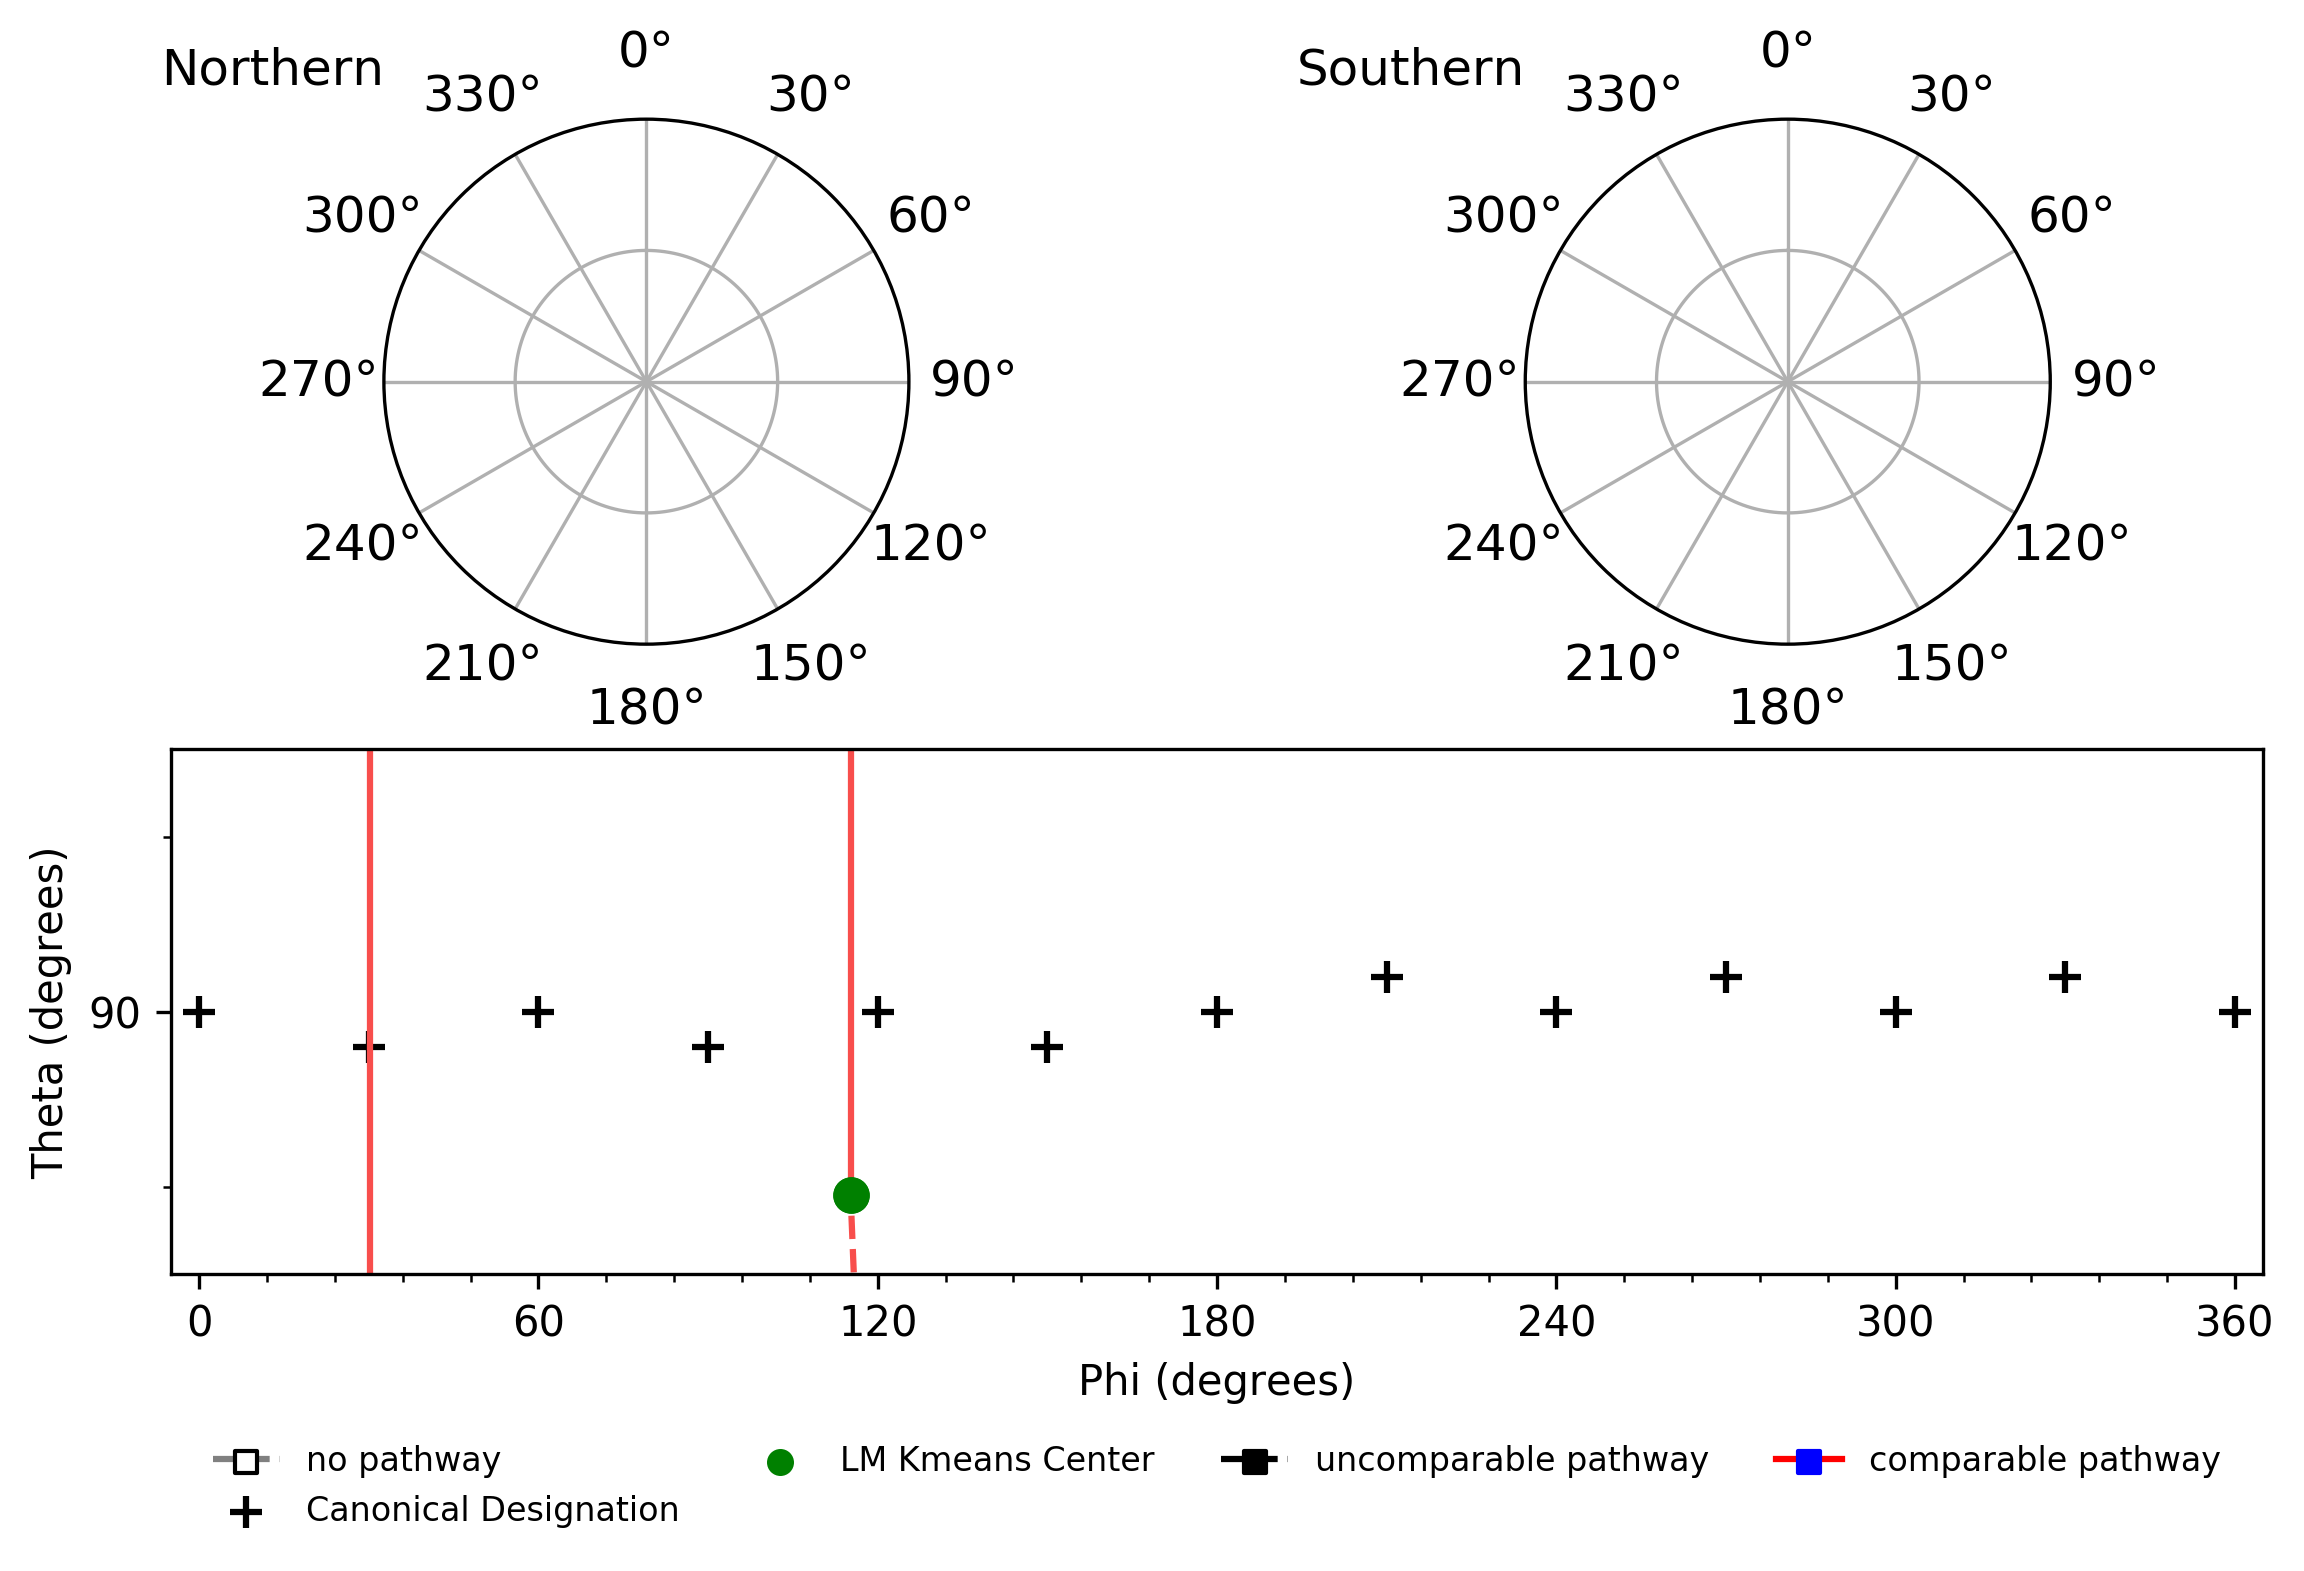 Northern
0°
330°
30°
300°
60°
270°
90°
240°
120°
210°
150°
180°
Southern
0°
330°
30°
300°
60°
270°
90°
240°
120°
210°
150°
180°
Theta (degrees)
90
0 60 120 180 240 300 360
Phi (degrees)
no pathway
Canonical Designation
LM Kmeans Center
uncomparable pathway
comparable pathway